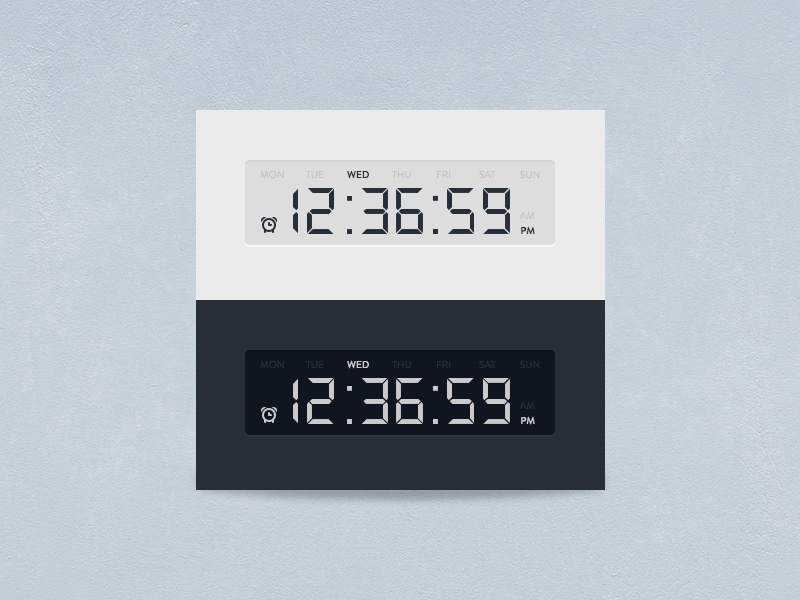 MON TUE WED THU FRI SAT SUN
12:36:59
AM
PM
MON TUE WED THU FRI SAT SUN
12:36:59
AM
PM